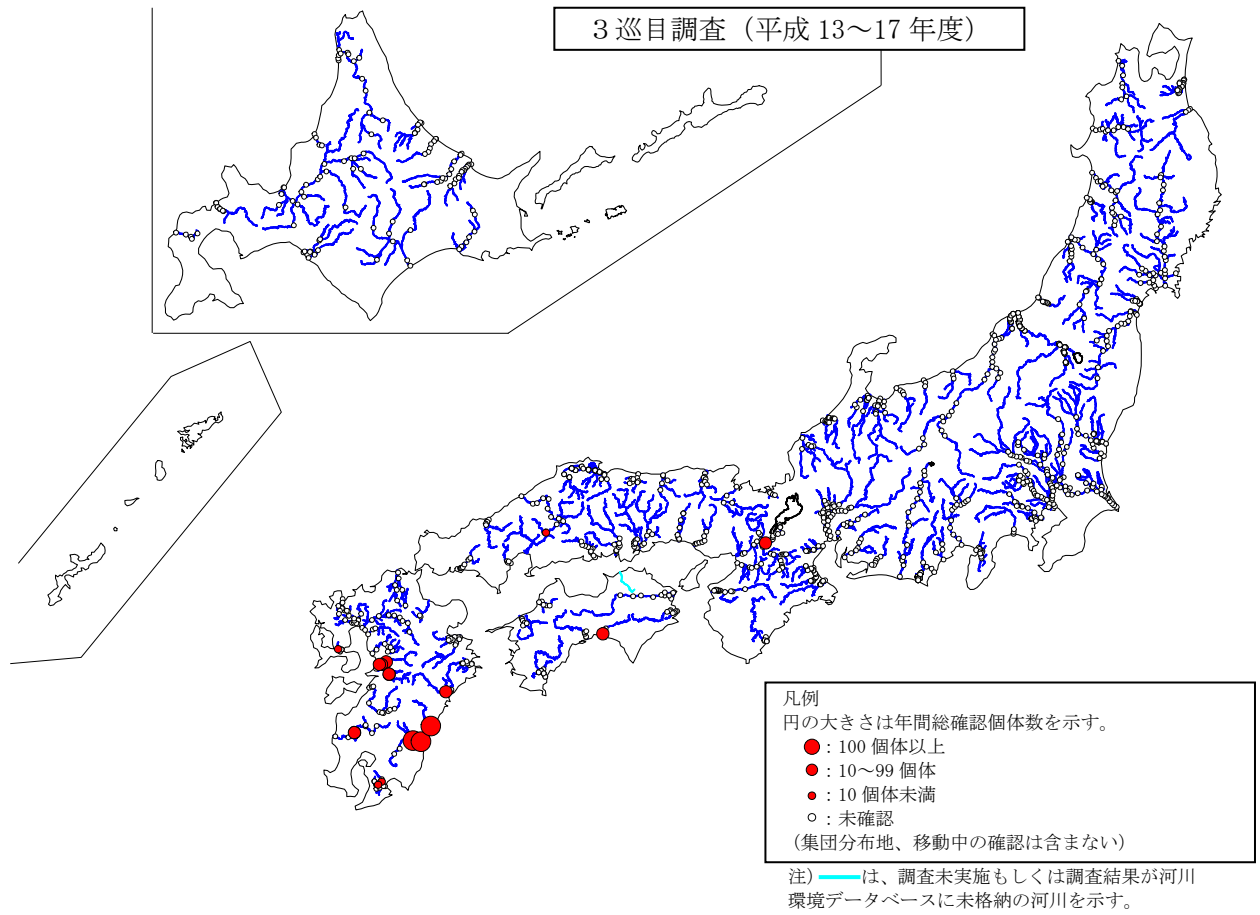 3巡目調査（平成 13～17 年度）
凡例
円の大きさは年間総確認個体数を示す。
：100 個体以上
：10～99 個体
：10 個体未満
：未確認
（集団分布地、移動中の確認は含まない）
注） は、調査未実施もしくは調査結果が河川
環境データベースに未格納の河川を示す。